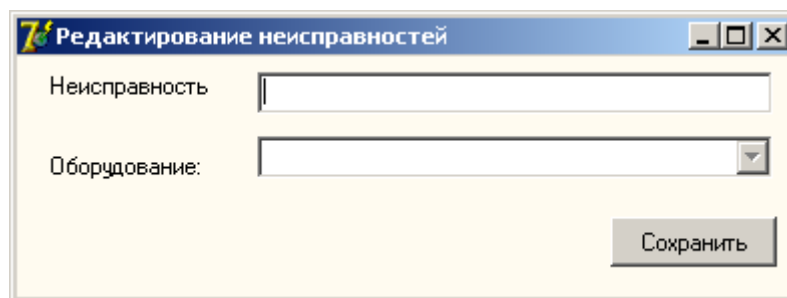 Редактирование неисправностей
Неисправность
Оборудование:
Сохранить